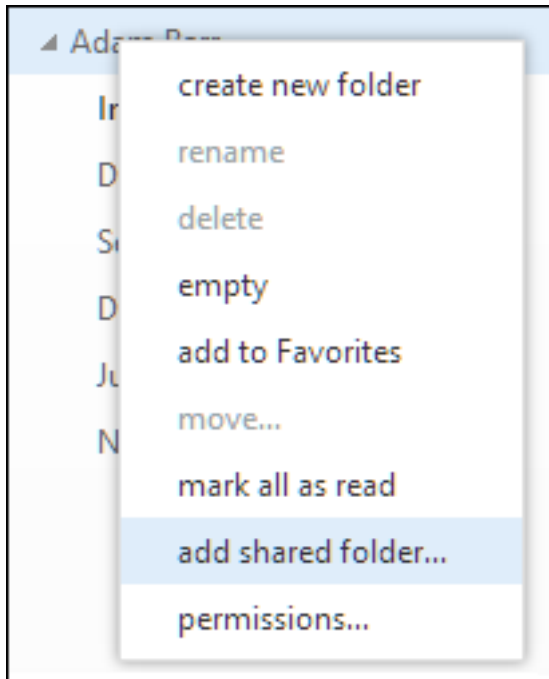 create new folder
rename
delete
empty
add to Favorites
move...
mark all as read
add shared folder...
permissions...